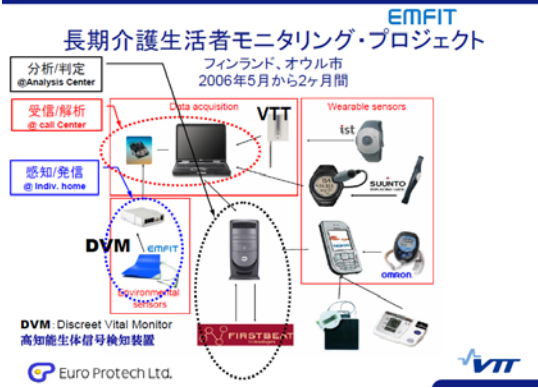 EMFIT
長期介護生活者モニタリング・プロジェクト
フィンランド、オウル市
2006年5月から2ヶ月間
分析/判定
@Analysis Center
受信/解析
@ call Center
感知/発信
@ Indiv. home
Data acquisition
VTT
Wearable sensors
ist
SUUNTO
DVM
EMFIT
Environmental
sensors
OMRON
FIRSTBEAT
DVM:Discreet Vital Monitor
高知能生体信号検知装置
Euro Protech Ltd.
VTT